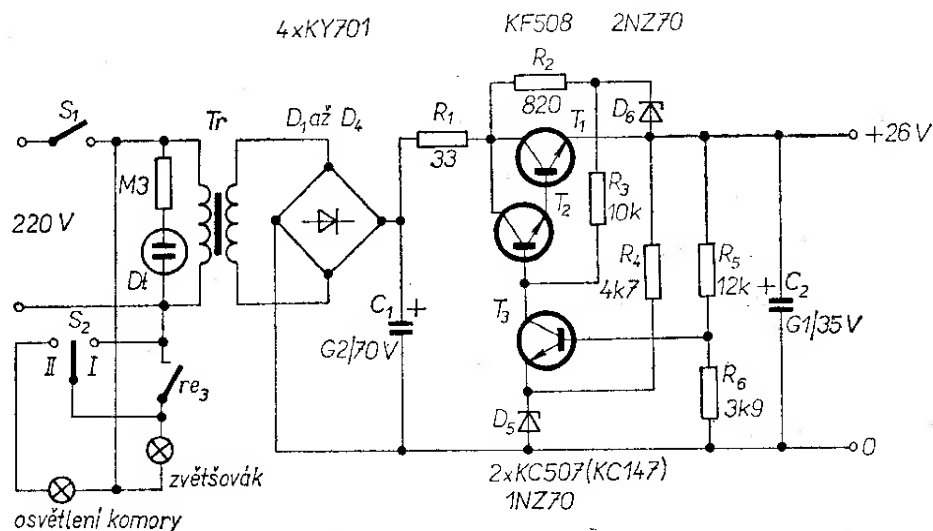 4xKY701
KF508
2NZ70
S1
Tr
D1 až D4
R1
33
R2
820
T1
D6
+26V
M3
220 V
Dt
T2
R3
10k
R4
4k7
R5
12k
C1
+
G2/70V
T3
+
C2
G1/35V
S2
II
I
re3
D5
R6
3k9
0
zvětšovák
osvětlení komory
2xKC507(KC147)
1NZ70